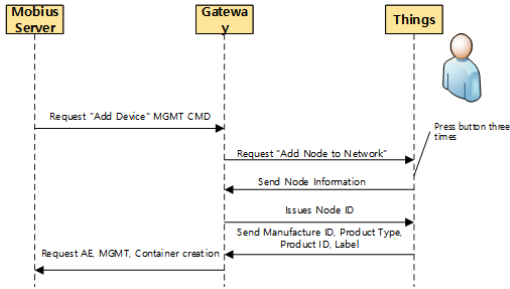 Mobius
Server
Gatewa
y
Things
Request "Add Device" MGMT CMD
Press button three
times
Request "Add Node to Network"
Send Node Information
Issues Node ID
Send Manufacture ID, Product Type,
Product ID, Label
Request AE, MGMT, Container creation